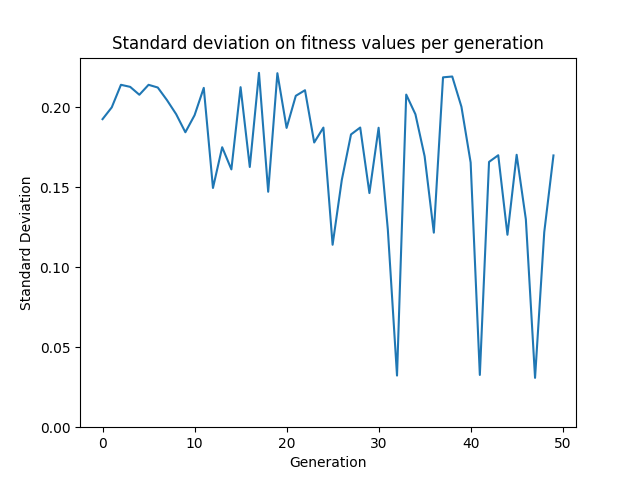 Standard deviation on fitness values per generation
Standard Deviation
0.20
0.15
0.10
0.05
0.00
0 10 20 30 40 50
Generation